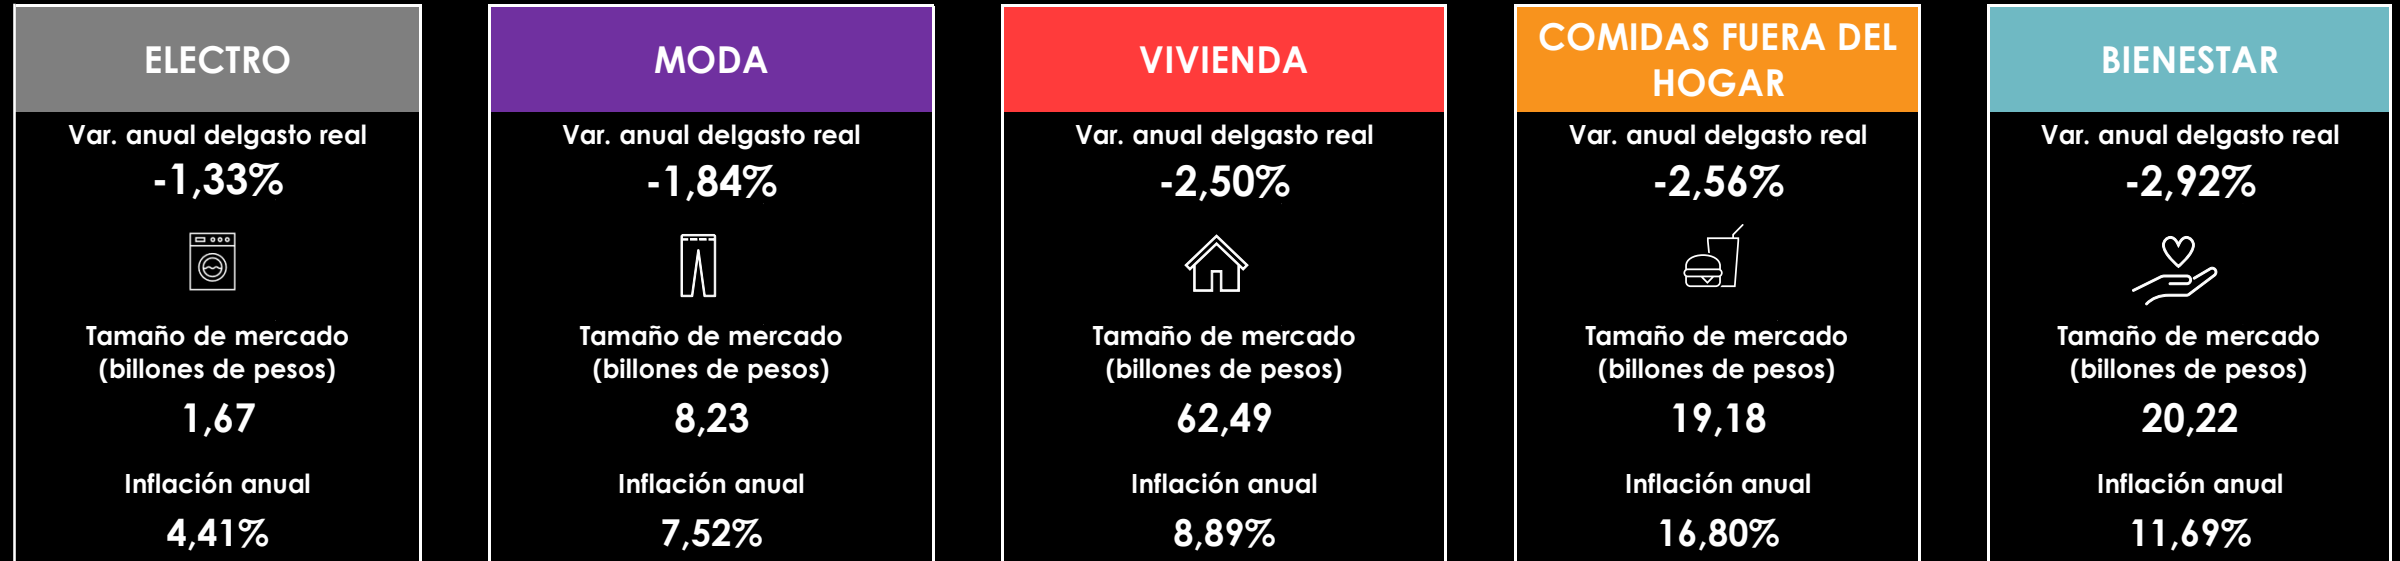 ELECTRO
Var. anual delgasto real
-1,33%
Tamaño de mercado
(billones de pesos)
1,67
Inflación anual
4,41%
MODA
Var. anual delgasto real
-1,84%
Tamaño de mercado
(billones de pesos)
8,23
Inflación anual
7,52%
VIVIENDA
Var. anual delgasto real
-2,50%
Tamaño de mercado
(billones de pesos)
62,49
Inflación anual
8,89%
COMIDAS FUERA DEL
HOGAR
Var. anual delgasto real
-2,56%
Tamaño de mercado
(billones de pesos)
19,18
Inflación anual
16,80%
BIENESTAR
Var. anual delgasto real
-2,92%
Tamaño de mercado
(billones de pesos)
20,22
Inflación anual
11,69%